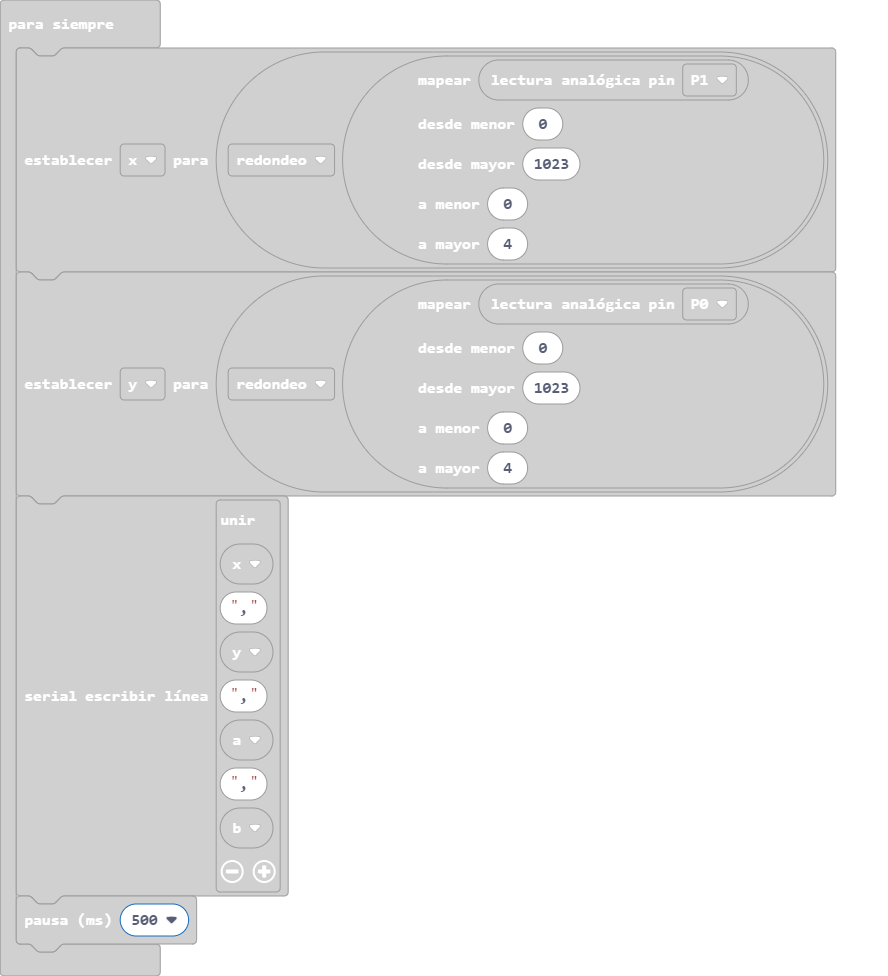 para siempre
mapear lectura analógica pin P1
desde menor 0
establecer x para redondeo desde mayor 1023
a menor 0
a mayor 4
mapear lectura analógica pin P0
desde menor 0
establecer y para redondeo desde mayor 1023
a menor 0
a mayor 4
unir
x
","
y
serial escribir línea ","
a
","
b
pausa (ms) 500